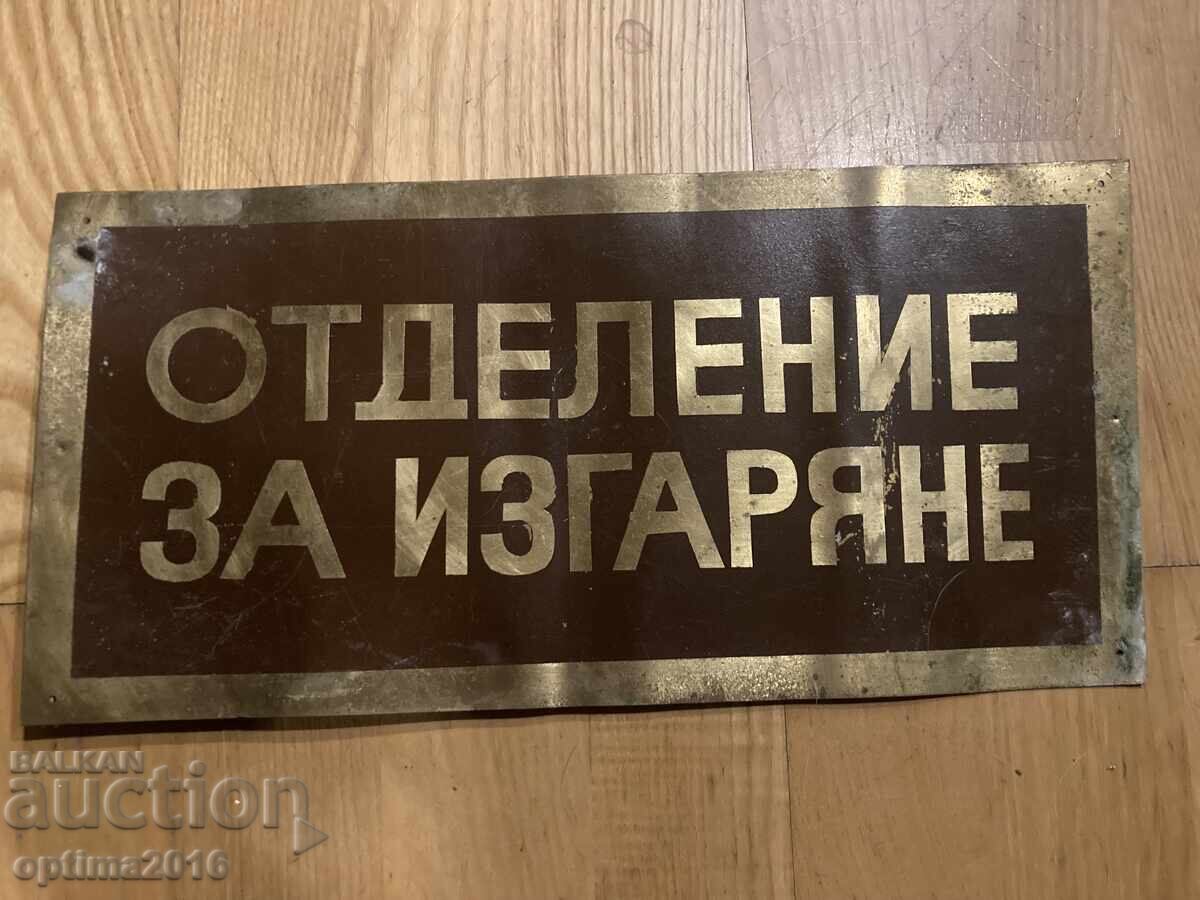 ОТДЕЛЕНИЕ
ЗА ИЗГАРЯНЕ
BALKAN
auction
optima2016